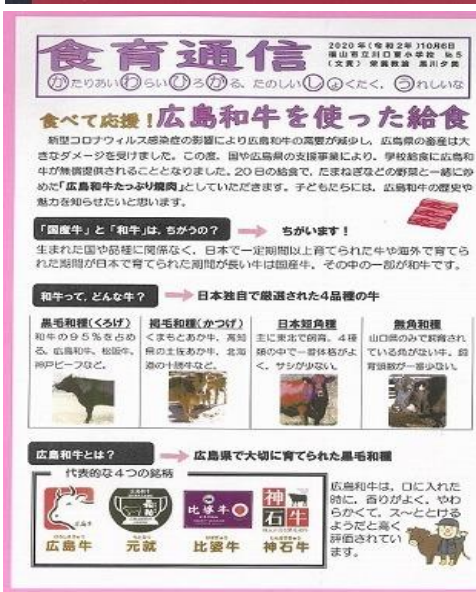 食育通信
2020年(令和2年)10月6日
福山市立川口東小学校 №5
(文責) 栄養教諭
かたりあいわらいひろがる、たのしいしょくたく、うれしいな
食べて応援!広島和牛を使った給食
新型コロナウィルス感染症の影響により広島和牛の需要が減少し、広島県の畜産は大
きなダメージを受けました。この度、国や広島県の支援事業により、学校給食に広島和
牛が無償提供されることとなりました。20日の給食で、たまねぎなどの野菜と一緒に炒
めた「広島和牛たっぷり焼肉」としていただきます。子どもたちには、広島和牛の歴史や
魅力を知らせたいと思います。
「国産牛」と「和牛」は、ちがうの?
ちがいます!
生まれた国や品種に関係なく、日本で一定期間以上育てられた牛や海外で育てら
れた期間が日本で育てられた期間が長い牛は国産牛、その中の一部が和牛です。
和牛って、どんな牛?
日本独自で厳選された4品種の牛
黒毛和種(くろげ)
和牛の95%を占め
る。広島和牛、松阪牛、
神戸ビーフなど。
褐毛和種(かつげ)
くまもとあか牛、高知
県の土佐あか牛、北海
道の十勝牛など。
日本短角種
主に東北で飼育。4種
類の中で一番体格がよ
く、サシが少ない。
無角和種
山口県のみで飼育され
ている角がない牛。飼
育頭数が一番少ない。
広島和牛とは?
広島県で大切に育てられた黒毛和種
代表的な4つの銘柄
広島牛
元就
比婆牛
神石牛
比婆牛
神石牛
広島和牛は、口に入れた
時に、香りがよく、やわ
らかくて、ス~ととける
ようだと高く
評価されてい
ます。